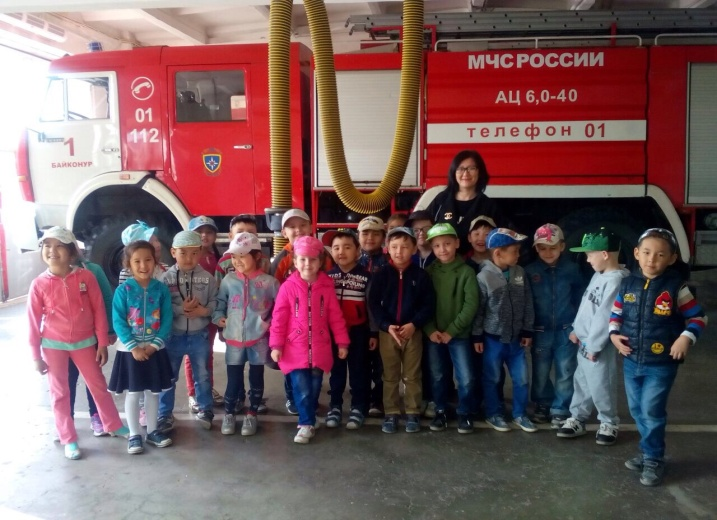 01
112
1
БАЙКОНУР
МЧС РОССИИ
АЦ 6,0-40
телефон 01